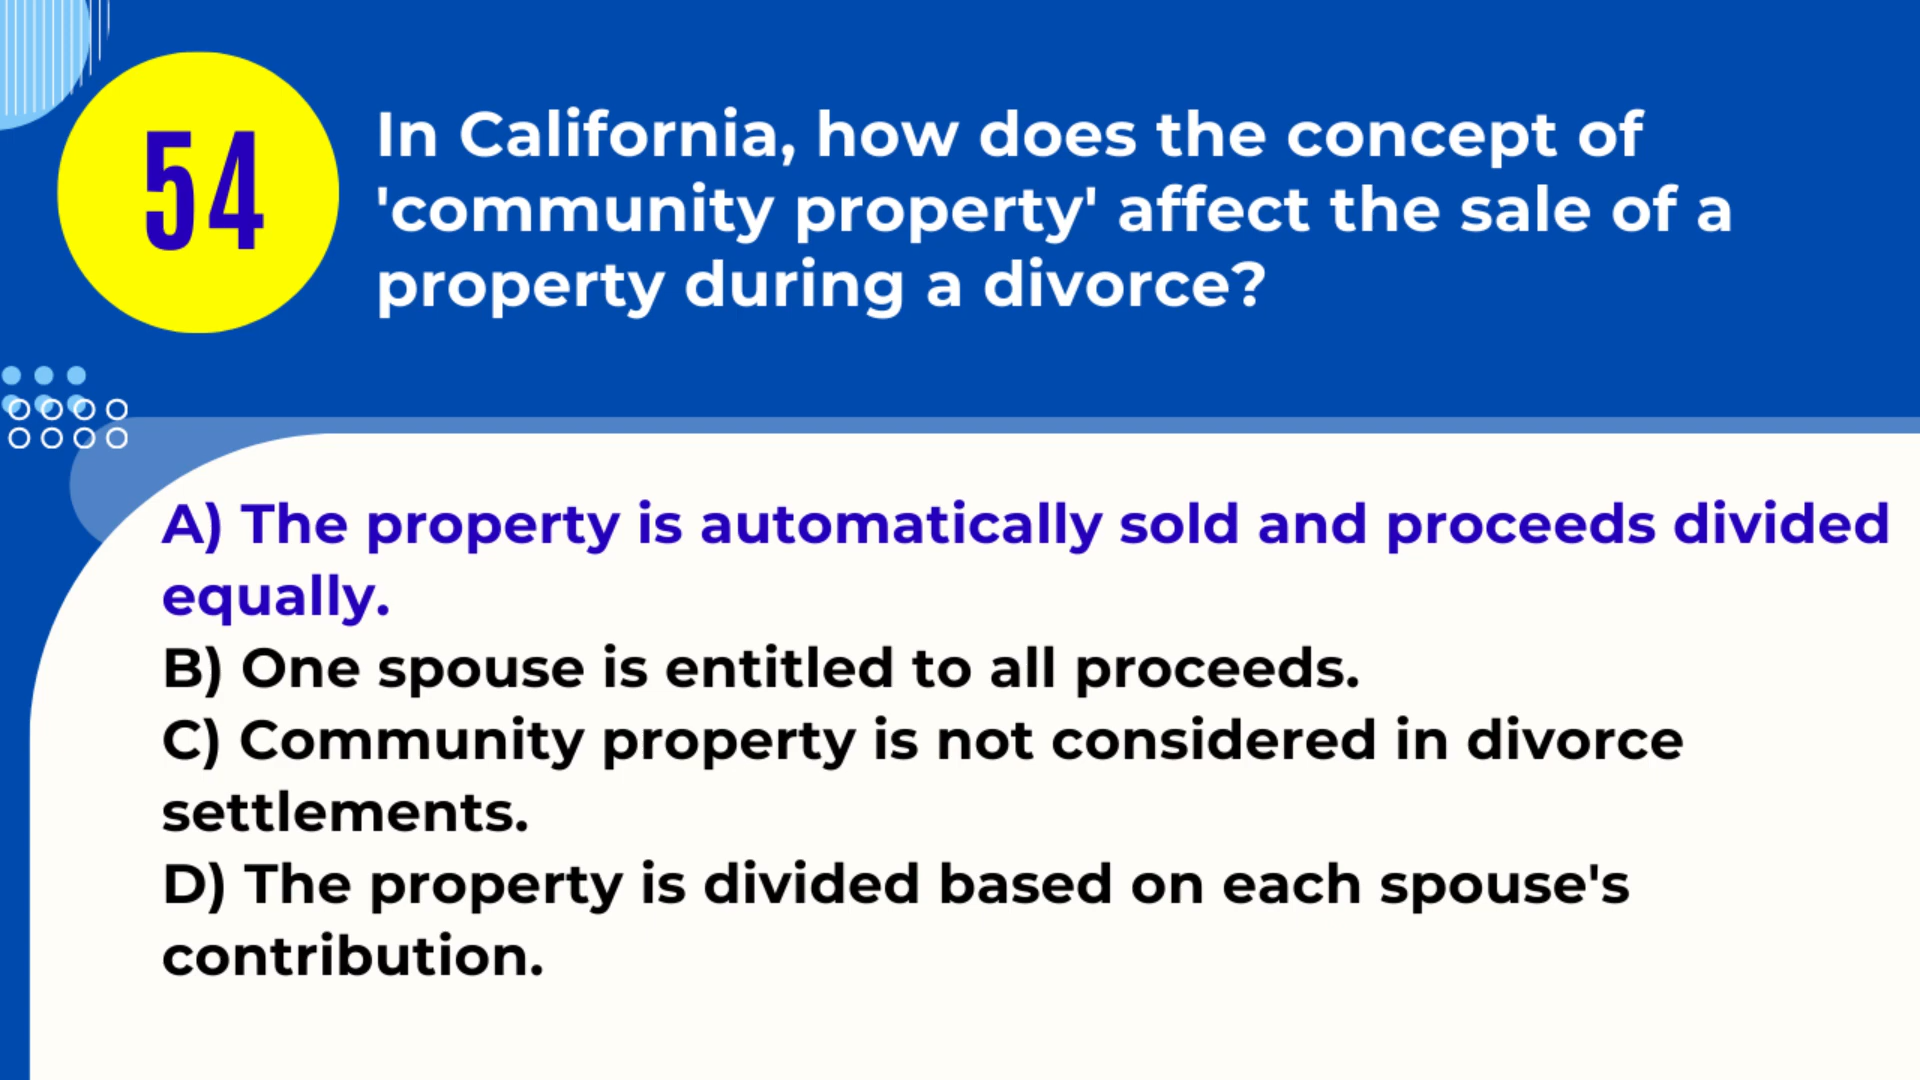 54
In California, how does the concept of
'community property' affect the sale of a
property during a divorce?
A) The property is automatically sold and proceeds divided
equally.
B) One spouse is entitled to all proceeds.
C) Community property is not considered in divorce
settlements.
D) The property is divided based on each spouse's
contribution.